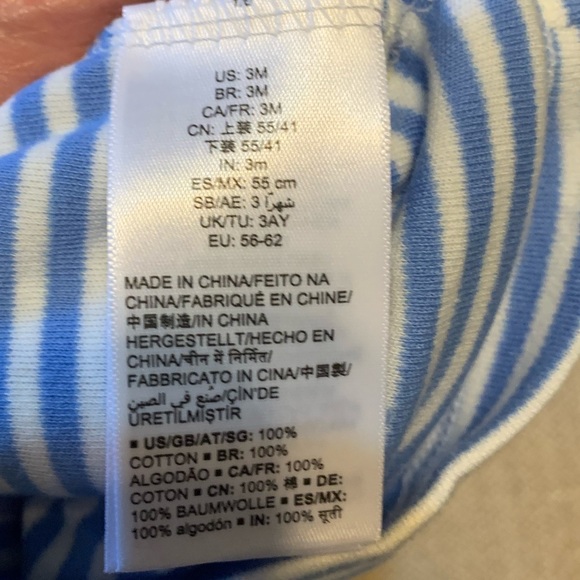 US: 3M
BR: 3M
CA/FR: 3M
CN: 上装 55/41
下装 55/41
IN: 3m
ES/MX: 55 cm
SB/AE: 3 شهرًا
UK/TU: 3AY
EU: 56-62
MADE IN CHINA/FEITO NA
CHINA/FABRIQUÉ EN CHINE/
中国制造/IN CHINA
HERGESTELLT/HECHO EN
CHINA/चीन में निर्मित/
FABBRICATO IN CINA/中国製/
صنع في الصين/ÇİN'DE
ÜRETİLMİŞTİR
▪ US/GB/AT/SG: 100%
COTTON ▪ BR: 100%
ALGODÃO ▪ CA/FR: 100%
COTON ▪ CN: 100% 棉 ▪ DE:
100% BAUMWOLLE ▪ ES/MX:
100% algodón ▪ IN: 100% सूती